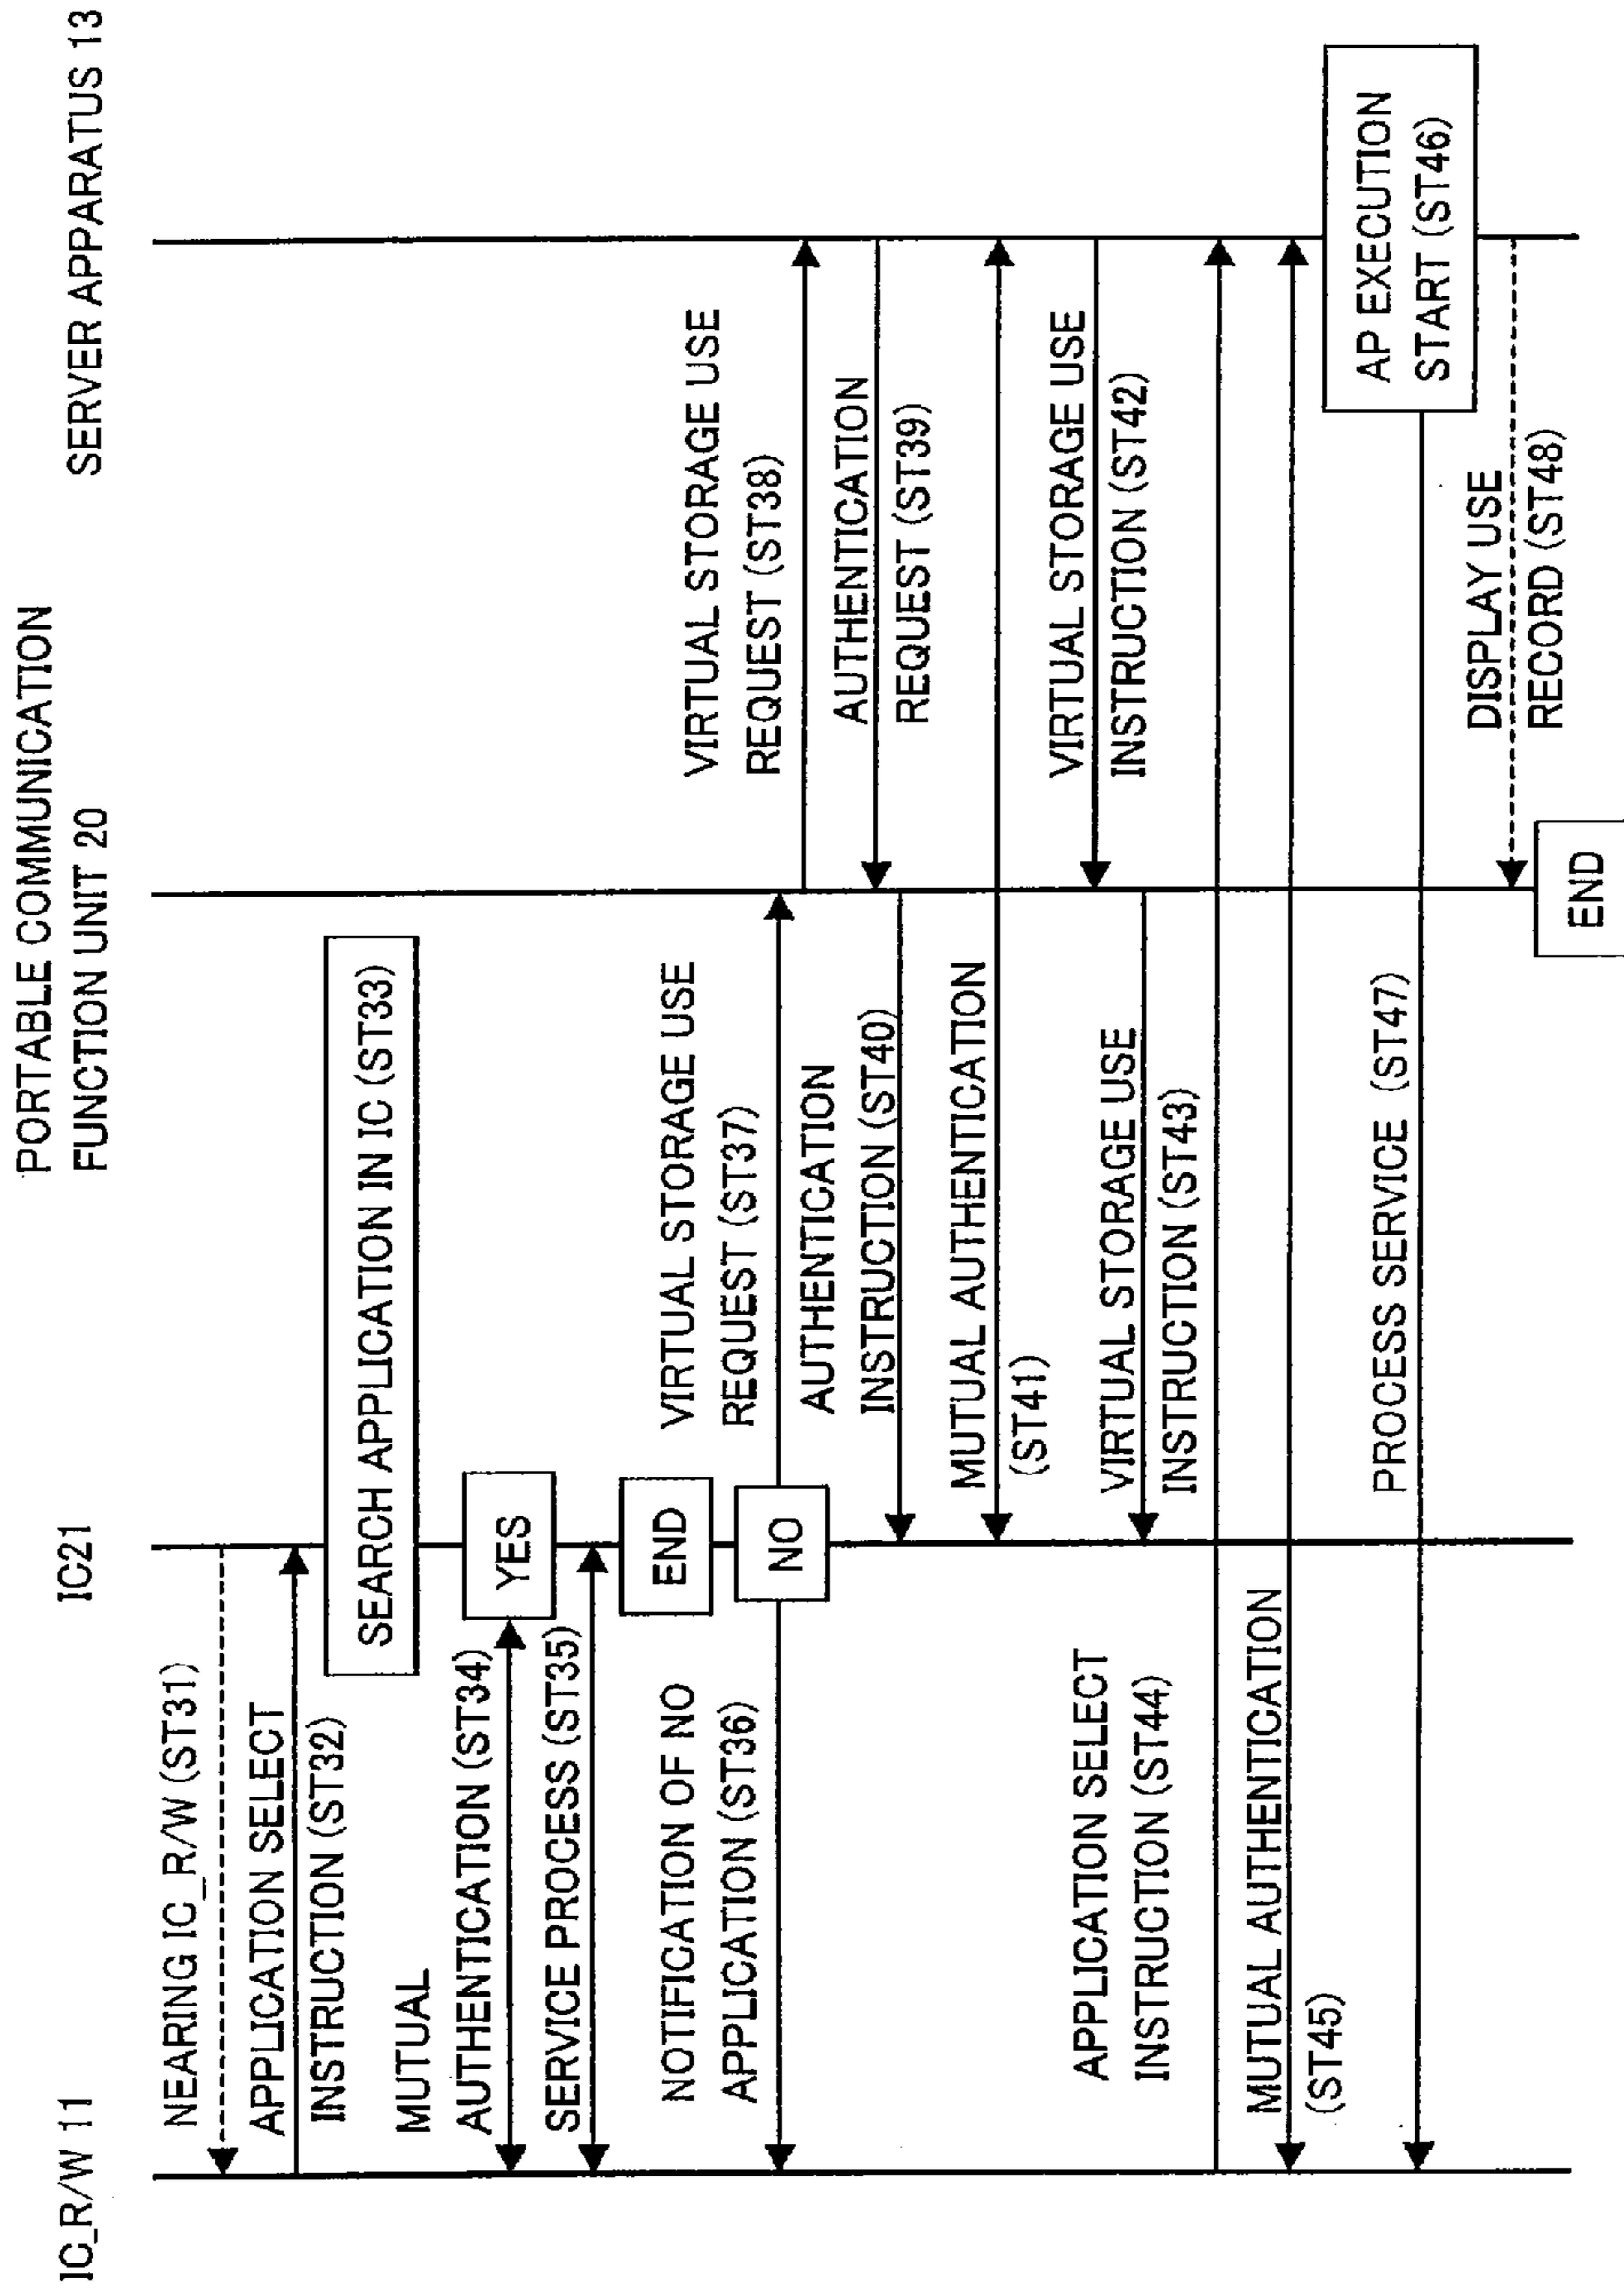 IC_R/W 11
IC21
PORTABLE COMMUNICATION
FUNCTION UNIT 20
SERVER APPARATUS 13
NEARING IC_R/W (ST31)
APPLICATION SELECT
INSTRUCTION (ST32)
SEARCH APPLICATION IN IC (ST33)
MUTUAL
AUTHENTICATION (ST34)
YES
SERVICE PROCESS (ST35)
END
NOTIFICATION OF NO
APPLICATION (ST36)
NO
VIRTUAL STORAGE USE
REQUEST (ST37)
VIRTUAL STORAGE USE
REQUEST (ST38)
AUTHENTICATION
REQUEST (ST39)
AUTHENTICATION
INSTRUCTION (ST40)
MUTUAL AUTHENTICATION
(ST41)
VIRTUAL STORAGE USE
INSTRUCTION (ST42)
VIRTUAL STORAGE USE
INSTRUCTION (ST43)
APPLICATION SELECT
INSTRUCTION (ST44)
MUTUAL AUTHENTICATION
(ST45)
AP EXECUTION
START (ST46)
PROCESS SERVICE (ST47)
DISPLAY USE
RECORD (ST48)
END